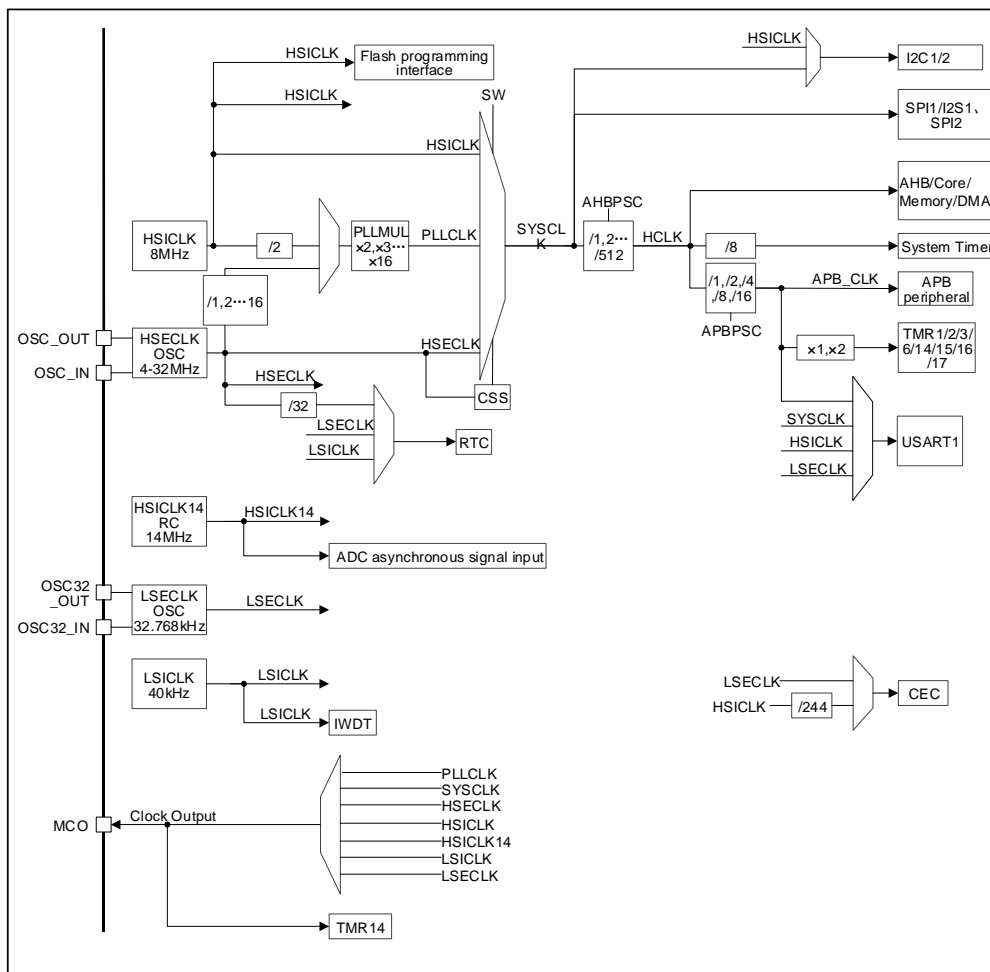 HSICLK
Flash programming
interface
HSICLK
HSICLK
I2C1/2
SW
SPI1/I2S1、
SPI2
HSICLK
AHB/Core/
Memory/DMA
HSICLK
8MHz
/2
PLLMUL
×2,×3⋯
×16
PLLCLK
SYSCL
K
AHBPSC
/1,2⋯
/512
HCLK
/8
System Timer
/1,2⋯16
/1,/2,/4
,/8,/16
APBPSC
APB_CLK
APB
peripheral
OSC_OUT
OSC_IN
HSECLK
OSC
4-32MHz
HSECLK
HSECLK
CSS
×1,×2
TMR1/2/3/
6/14/15/16
/17
/32
LSECLK
LSICLK
RTC
SYSCLK
HSICLK
LSECLK
USART1
HSICLK14
RC
14MHz
HSICLK14
ADC asynchronous signal input
OSC32
_OUT
OSC32_IN
LSECLK
OSC
32.768kHz
LSECLK
LSICLK
40kHz
LSICLK
LSICLK
IWDT
LSECLK
HSICLK
/244
CEC
MCO
Clock Output
PLLCLK
SYSCLK
HSECLK
HSICLK
HSICLK14
LSICLK
LSECLK
TMR14